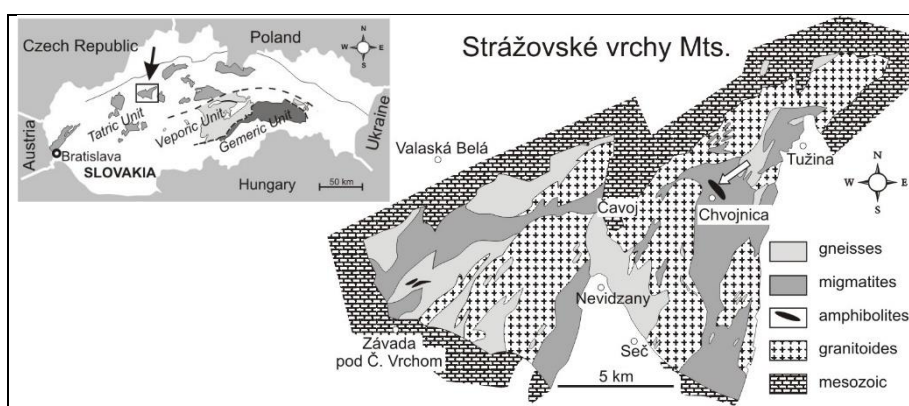 Czech Republic
Poland
N
W
E
S
Tatric Unit
Veporic Unit
Gemeric Unit
Austria
Ukraine
Bratislava
SLOVAKIA
Hungary
50 km
Strážovské vrchy Mts.
Valaská Belá
Tužina
N
W
E
S
Čavoj
Chvojnica
Nevidzany
Seč
Závada
pod Č. Vrchom
5 km
gneisses
migmatites
amphibolites
granitoides
mesozoic